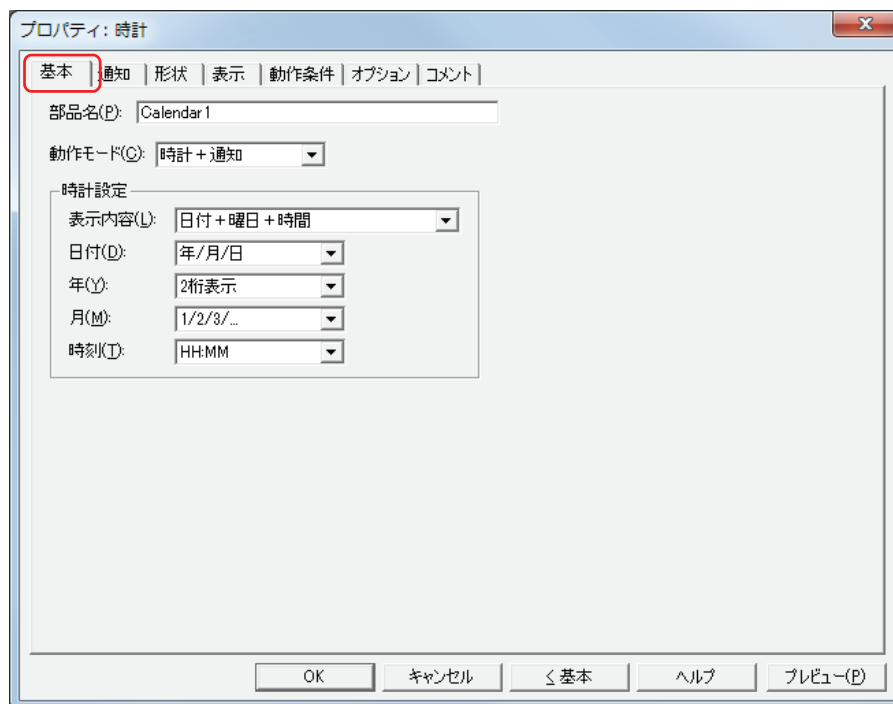 プロパティ: 時計
基本 通知 形状 表示 動作条件 オプション コメント
部品名(P): Calendar1
動作モード(C): 時計+通知
時計設定
表示内容(L): 日付+曜日+時間
日付(D): 年/月/日
年(Y): 2桁表示
月(M): 1/2/3/...
時刻(T): HH:MM
OK キャンセル < 基本 ヘルプ プレビュー(P)